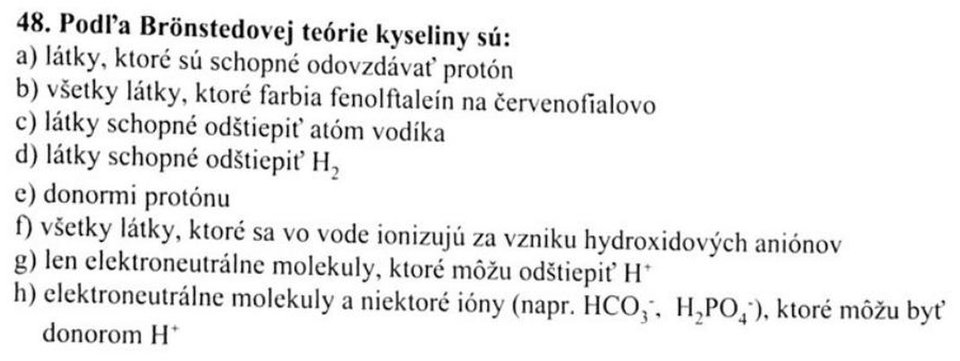 48. Podľa Brönstedovej teórie kyseliny sú:
a) látky, ktoré sú schopné odovzdávať protón
b) všetky látky, ktoré farbia fenolftaleín na červenofialovo
c) látky schopné odštiepiť atóm vodíka
d) látky schopné odštiepiť H₂
e) donormi protónu
f) všetky látky, ktoré sa vo vode ionizujú za vzniku hydroxidových aniónov
g) len elektroneutrálne molekuly, ktoré môžu odštiepiť H⁺
h) elektroneutrálne molekuly a niektoré ióny (napr. HCO₃⁻, H₂PO₄⁻), ktoré môžu byť
donorom H⁺